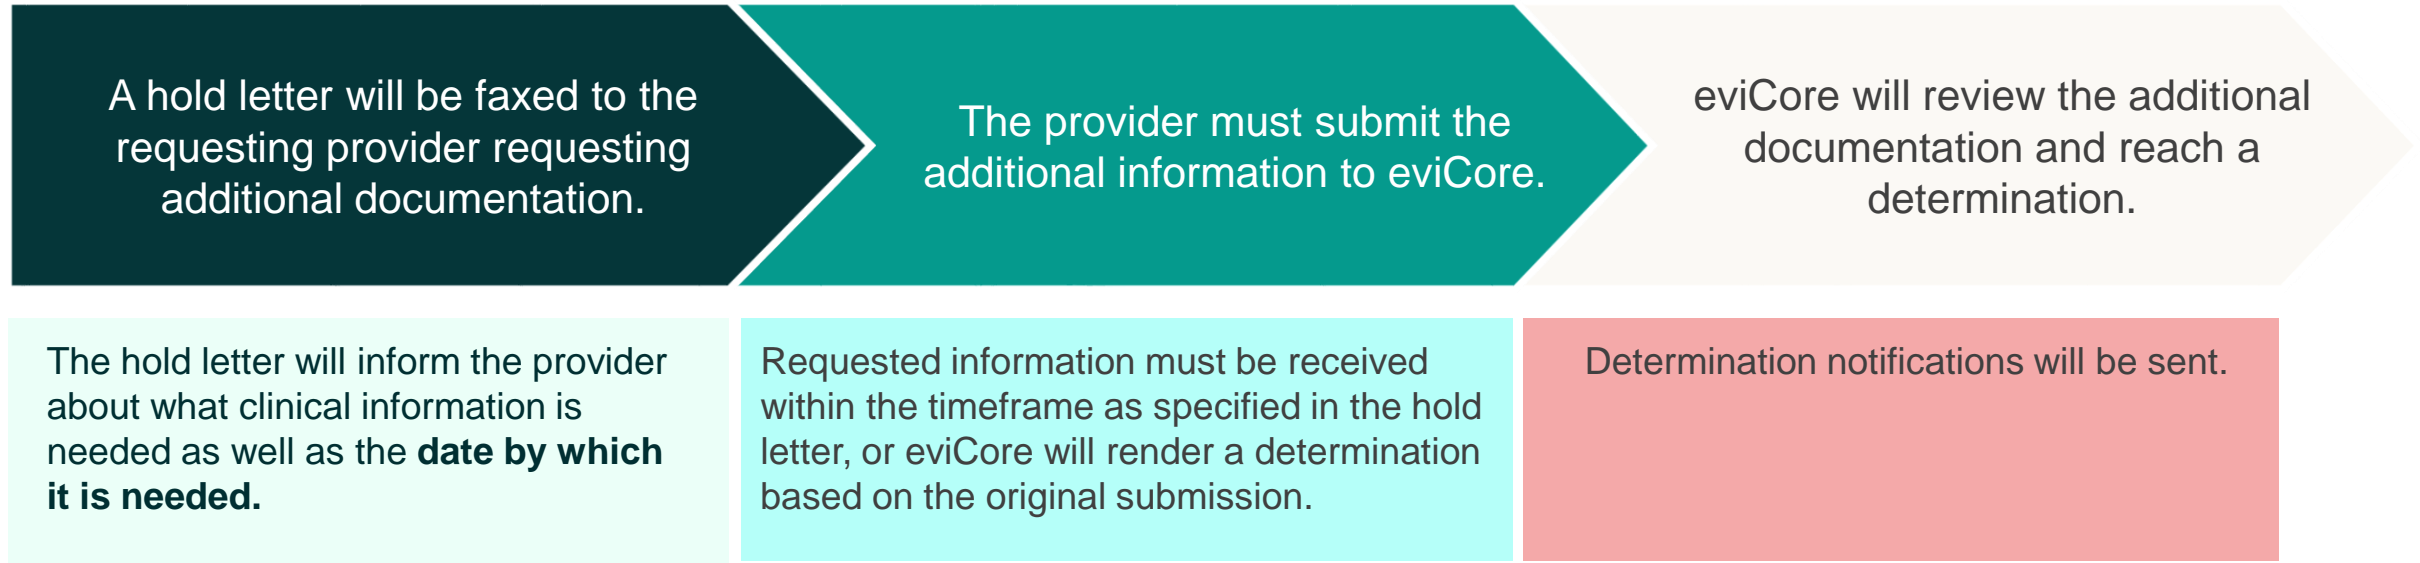 A hold letter will be faxed to the
requesting provider requesting
additional documentation.
The provider must submit the
additional information to eviCore.
eviCore will review the additional
documentation and reach a
determination.
The hold letter will inform the provider
about what clinical information is
needed as well as the date by which
it is needed.
Requested information must be received
within the timeframe as specified in the hold
letter, or eviCore will render a determination
based on the original submission.
Determination notifications will be sent.